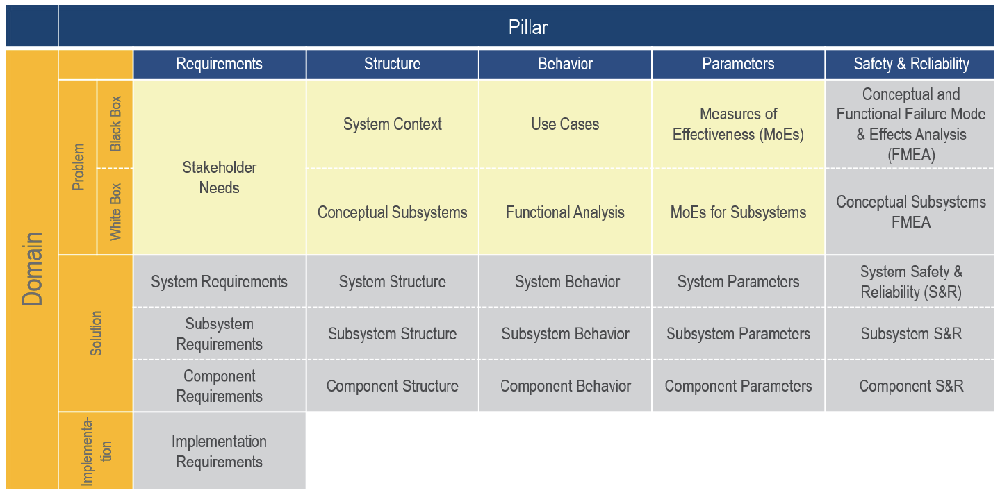 Pillar
Requirements
Structure
Behavior
Parameters
Safety & Reliability
Domain
Problem
Black Box
Stakeholder
Needs
System Context
Use Cases
Measures of
Effectiveness (MoEs)
Conceptual and
Functional Failure Mode
& Effects Analysis
(FMEA)
White Box
Conceptual Subsystems
Functional Analysis
MoEs for Subsystems
Conceptual Subsystems
FMEA
Solution
System Requirements
System Structure
System Behavior
System Parameters
System Safety &
Reliability (S&R)
Subsystem
Requirements
Subsystem Structure
Subsystem Behavior
Subsystem Parameters
Subsystem S&R
Component
Requirements
Component Structure
Component Behavior
Component Parameters
Component S&R
Implementa-
tion
Implementation
Requirements